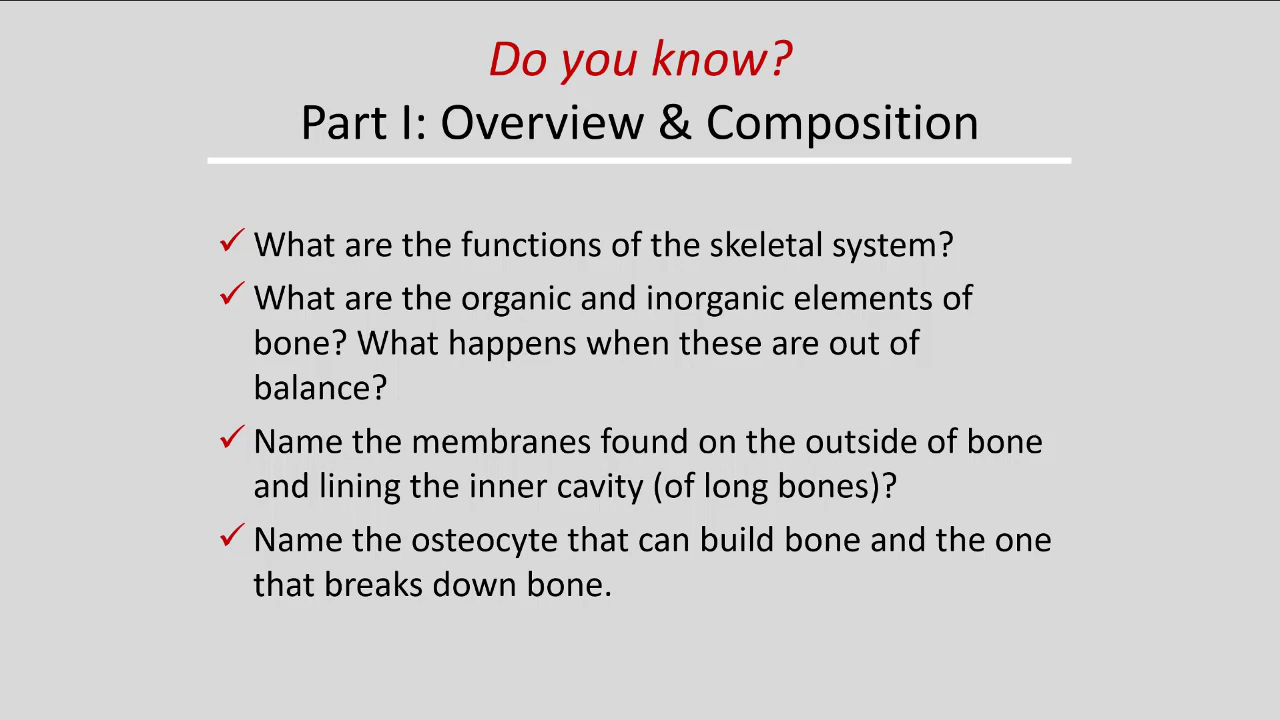 Do you know?
Part I: Overview & Composition
✓ What are the functions of the skeletal system?
✓ What are the organic and inorganic elements of
bone? What happens when these are out of
balance?
✓ Name the membranes found on the outside of bone
and lining the inner cavity (of long bones)?
✓ Name the osteocyte that can build bone and the one
that breaks down bone.